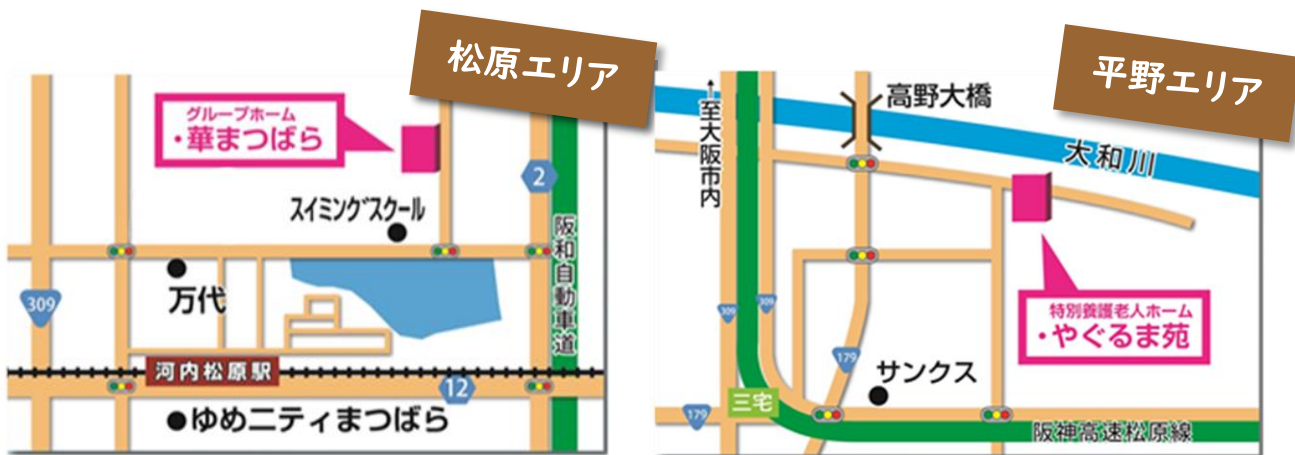 松原エリア
グループホーム
・華まつばら
スイミングスクール
2
阪和自動車道
309
万代
河内松原駅
12
ゆめニティまつばら
平野エリア
↑至大阪市内
高野大橋
大和川
309
309
特別養護老人ホーム
・やぐるま苑
179
サンクス
三宅
179
阪神高速松原線